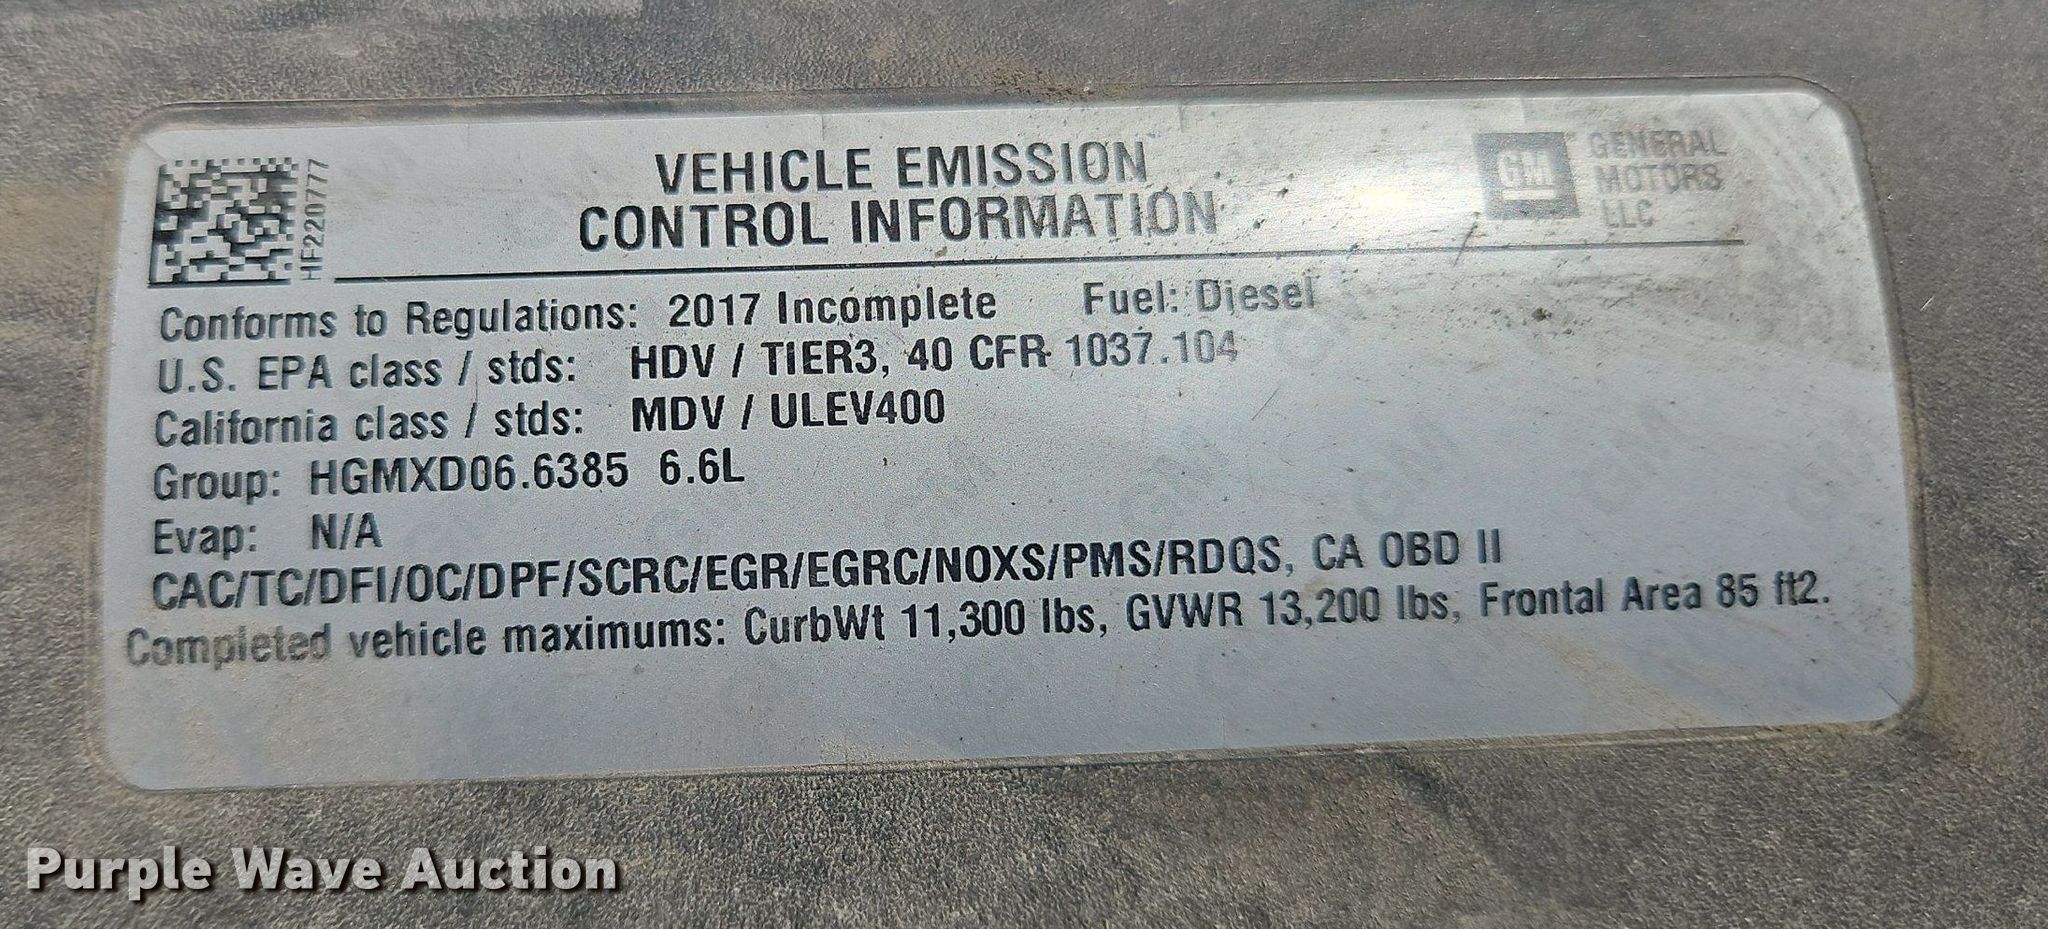 HF2207777
VEHICLE EMISSION
CONTROL INFORMATION
GM
GENERAL
MOTORS
LLC
Conforms to Regulations: 2017 Incomplete Fuel: Diesel
U.S. EPA class / stds: HDV / TIER3, 40 CFR 1037.104
California class / stds: MDV / ULEV400
Group: HGMXD06.6385 6.6L
Evap: N/A
CAC/TC/DFI/OC/DPF/SCRC/EGR/EGRC/NOXS/PMS/RDQS, CA OBD II
Completed vehicle maximums: CurbWt 11,300 lbs, GVWR 13,200 lbs, Frontal Area 85 ft2.
Purple Wave Auction